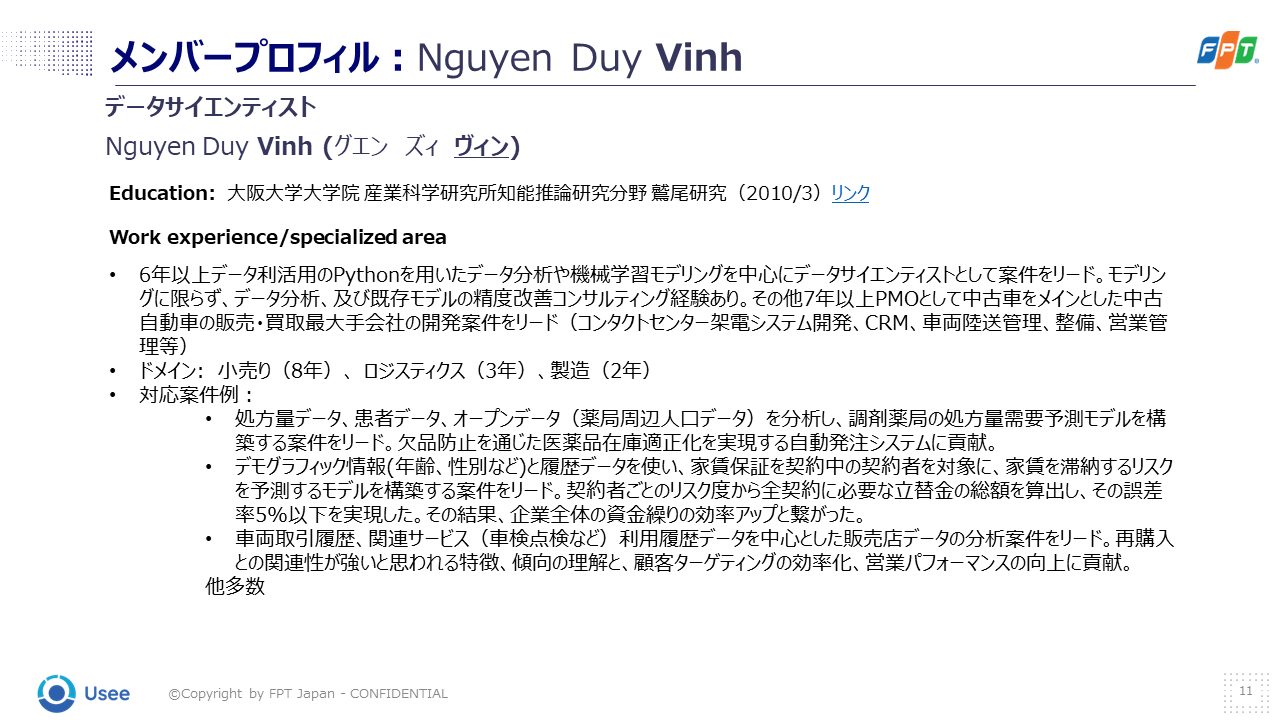 メンバープロフィル：Nguyen Duy Vinh
FPT
データサイエンティスト
Nguyen Duy Vinh (グエン ズィ ヴィン)
Education: 大阪大学大学院 産業科学研究所知能推論研究分野 鷲尾研究（2010/3）リンク
Work experience/specialized area
• 6年以上データ利活用のPythonを用いたデータ分析や機械学習モデリングを中心にデータサイエンティストとして案件をリード。モデリン
グに限らず、データ分析、及び既存モデルの精度改善コンサルティング経験あり。その他7年以上PMOとして中古車をメインとした中古
自動車の販売・買取最大手会社の開発案件をリード（コンタクトセンター架電システム開発、CRM、車両陸送管理、整備、営業管
理等）
• ドメイン: 小売り（8年）、ロジスティクス（3年）、製造（2年）
• 対応案件例：
• 処方量データ、患者データ、オープンデータ（薬局周辺人口データ）を分析し、調剤薬局の処方量需要予測モデルを構
築する案件をリード。欠品防止を通じた医薬品在庫適正化を実現する自動発注システムに貢献。
• デモグラフィック情報(年齢、性別など)と履歴データを使い、家賃保証を契約中の契約者を対象に、家賃を滞納するリスク
を予測するモデルを構築する案件をリード。契約者ごとのリスク度から全契約に必要な立替金の総額を算出し、その誤差
率5%以下を実現した。その結果、企業全体の資金繰りの効率アップと繋がった。
• 車両取引履歴、関連サービス（車検点検など）利用履歴データを中心とした販売店データの分析案件をリード。再購入
との関連性が強いと思われる特徴、傾向の理解と、顧客ターゲティングの効率化、営業パフォーマンスの向上に貢献。
他多数
Usee
©Copyright by FPT Japan - CONFIDENTIAL
11